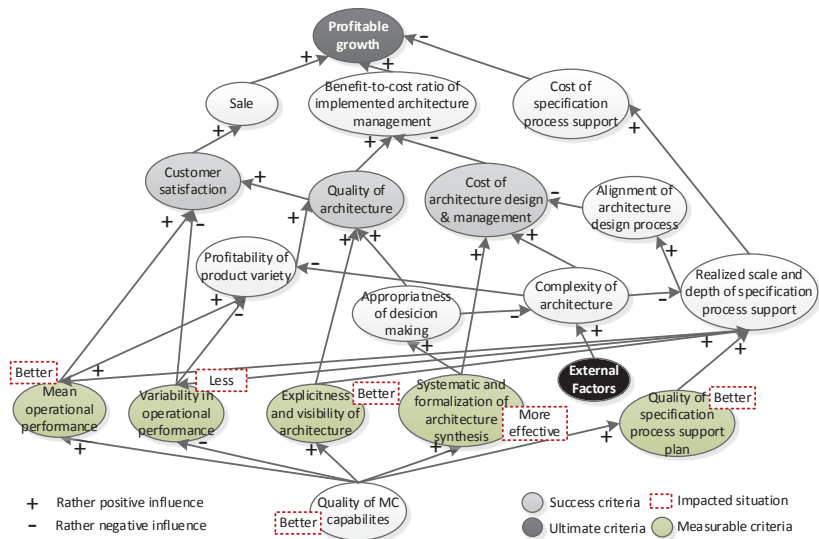 Profitable
growth
+
+
–
Sale
Benefit-to-cost ratio of
implemented architecture
management
Cost of
specification
process support
+
+
–
+
Customer
satisfaction
+
Quality of
architecture
Cost of
architecture design
& management
–
Alignment of
architecture
design process
+
–
+
+
+
+
+
+
Profitability of
product variety
–
Appropriatness
of desicion
making
Complexity of
architecture
Realized scale and
depth of specification
process support
+
–
–
–
+
+
+
+
+
Better
Less
External
Factors
Mean
operational
performance
Variability in
operational
performance
Explicitness
and visibility of
architecture
Better
Systematic and
formalization of
architecture
synthesis
More
effective
Quality of
specification
process support
plan
Better
+
–
+
+
+
Quality of MC
capabilites
Better
+ Rather positive influence
– Rather negative influence
Success criteria
Impacted situation
Ultimate criteria
Measurable criteria